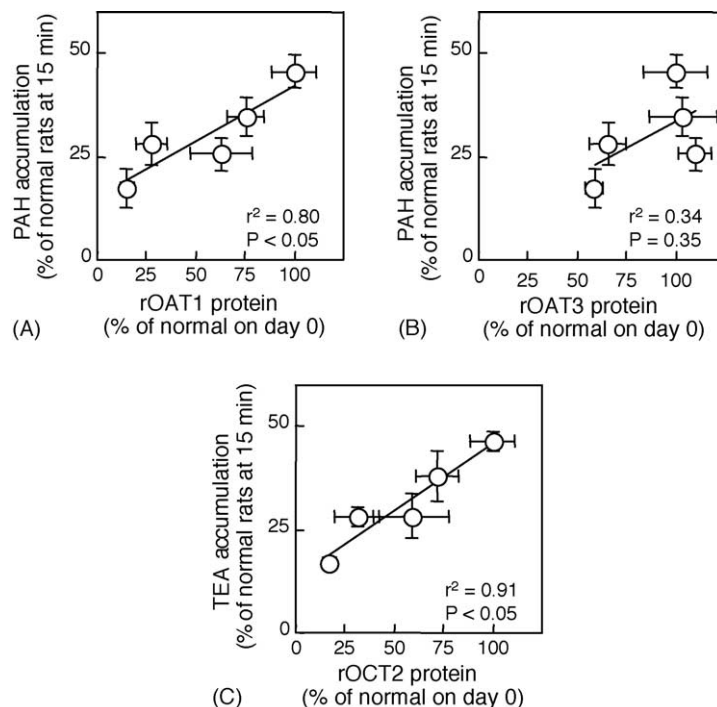 50
25
0
PAH accumulation
(% of normal rats at 15 min)
r² = 0.80
P < 0.05
0 25 50 75 100
rOAT1 protein
(% of normal on day 0)
(A)
50
25
0
PAH accumulation
(% of normal rats at 15 min)
r² = 0.34
P = 0.35
0 25 50 75 100
rOAT3 protein
(% of normal on day 0)
(B)
50
25
0
TEA accumulation
(% of normal rats at 15 min)
r² = 0.91
P < 0.05
0 25 50 75 100
rOCT2 protein
(% of normal on day 0)
(C)